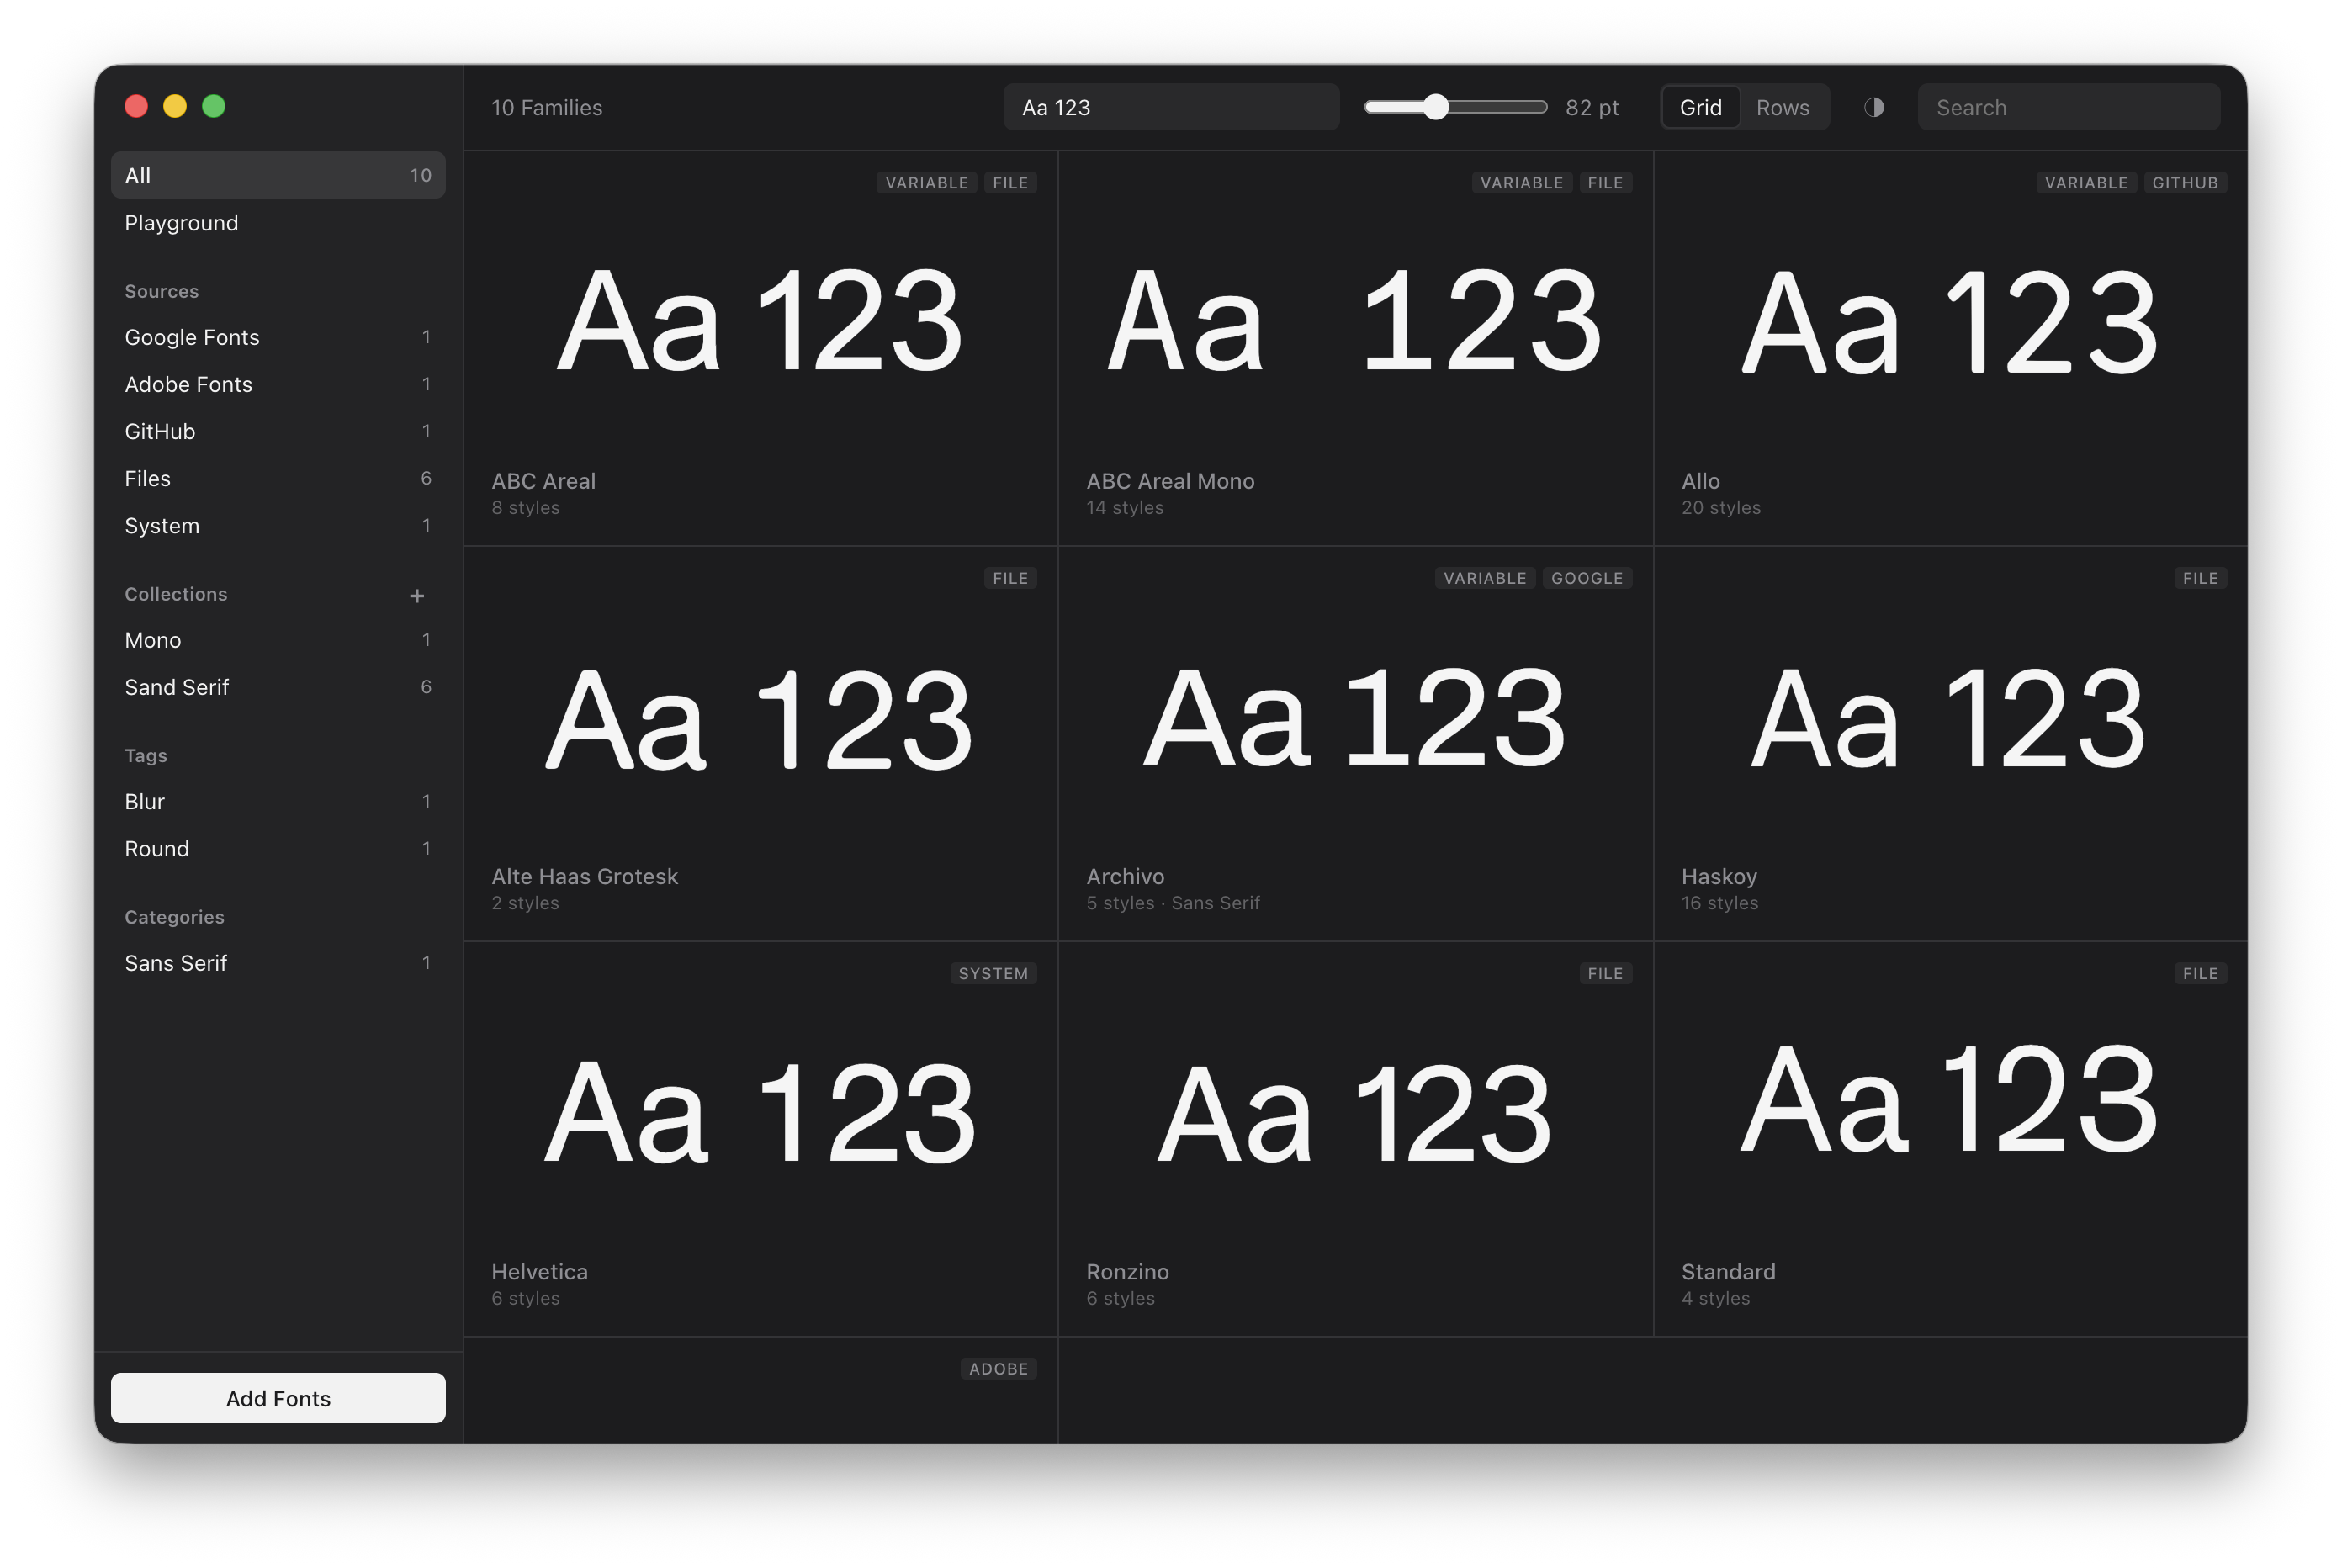 10 Families
Aa 123
82 pt
Grid
Rows
Search
All 10
Playground
Sources
Google Fonts 1
Adobe Fonts 1
GitHub 1
Files 6
System 1
Collections +
Mono 1
Sand Serif 6
Tags
Blur 1
Round 1
Categories
Sans Serif 1
Add Fonts
VARIABLE FILE
Aa 123
ABC Areal
8 styles
VARIABLE FILE
Aa 123
ABC Areal Mono
14 styles
VARIABLE GITHUB
Aa 123
Allo
20 styles
FILE
Aa 123
Alte Haas Grotesk
2 styles
VARIABLE GOOGLE
Aa 123
Archivo
5 styles · Sans Serif
FILE
Aa 123
Haskoy
16 styles
SYSTEM
Aa 123
Helvetica
6 styles
FILE
Aa 123
Ronzino
6 styles
FILE
Aa 123
Standard
4 styles
ADOBE